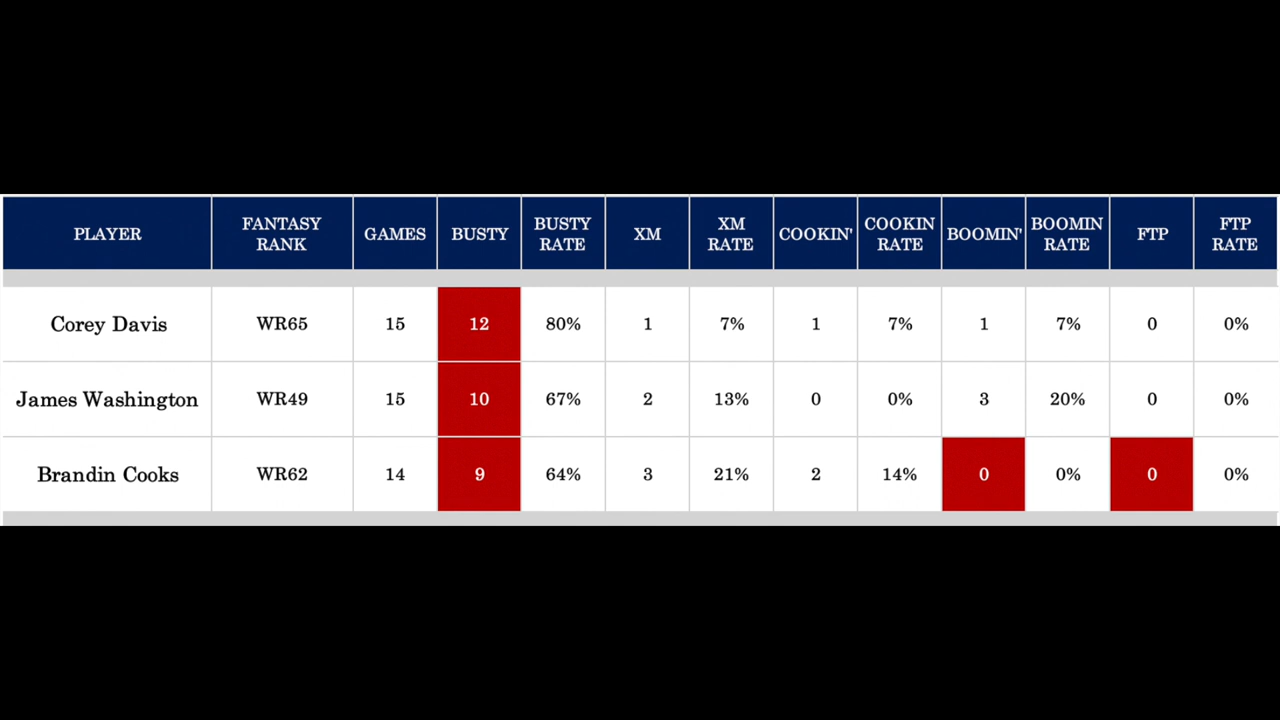 PLAYER FANTASY RANK GAMES BUSTY BUSTY RATE XM XM RATE COOKIN' COOKIN RATE BOOMIN' BOOMIN RATE FTP FTP RATE
Corey Davis WR65 15 12 80% 1 7% 1 7% 1 7% 0 0%
James Washington WR49 15 10 67% 2 13% 0 0% 3 20% 0 0%
Brandin Cooks WR62 14 9 64% 3 21% 2 14% 0 0% 0 0%